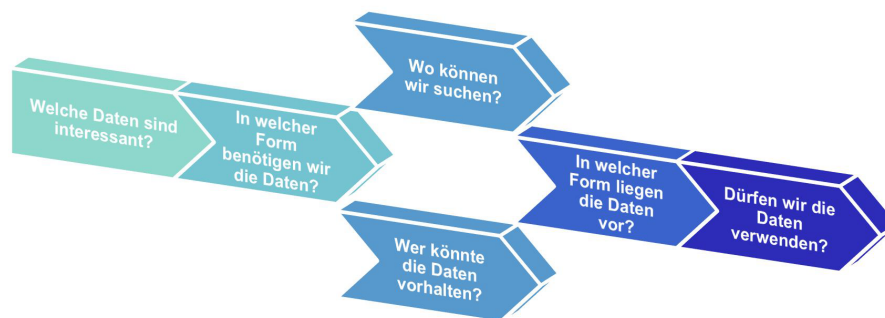 Welche Daten sind
interessant?
In welcher
Form
benötigen wir
die Daten?
Wo können
wir suchen?
Wer könnte
die Daten
vorhalten?
In welcher
Form liegen
die Daten
vor?
Dürfen wir die
Daten
verwenden?